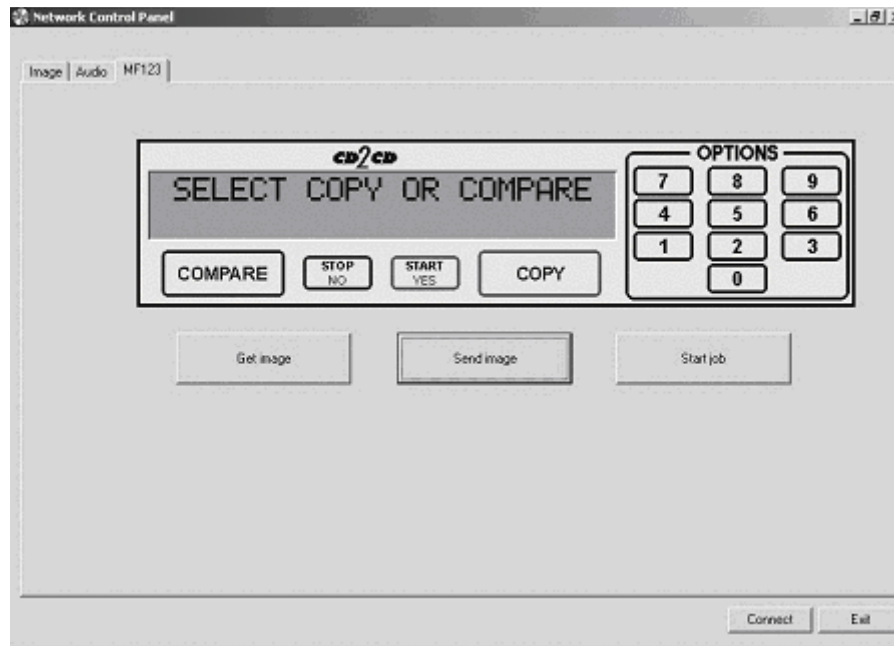 Network Control Panel
Image Audio MF123
CD2CD
OPTIONS
SELECT COPY OR COMPARE
7 8 9
4 5 6
1 2 3
0
COMPARE
STOP
NO
START
YES
COPY
Get image Send image Start job
Connect Exit